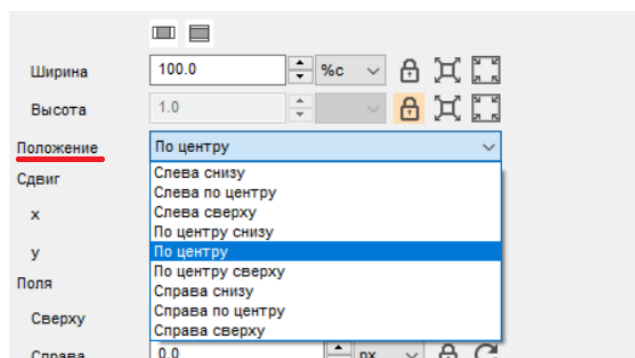 Ширина 100.0 %c
Высота 1.0
Положение По центру
Сдвиг Слева снизу
Слева по центру
x Слева сверху
По центру снизу
y По центру
По центру сверху
Поля Справа снизу
Сверху Справа по центру
Справа сверху
Справа 0.0 px